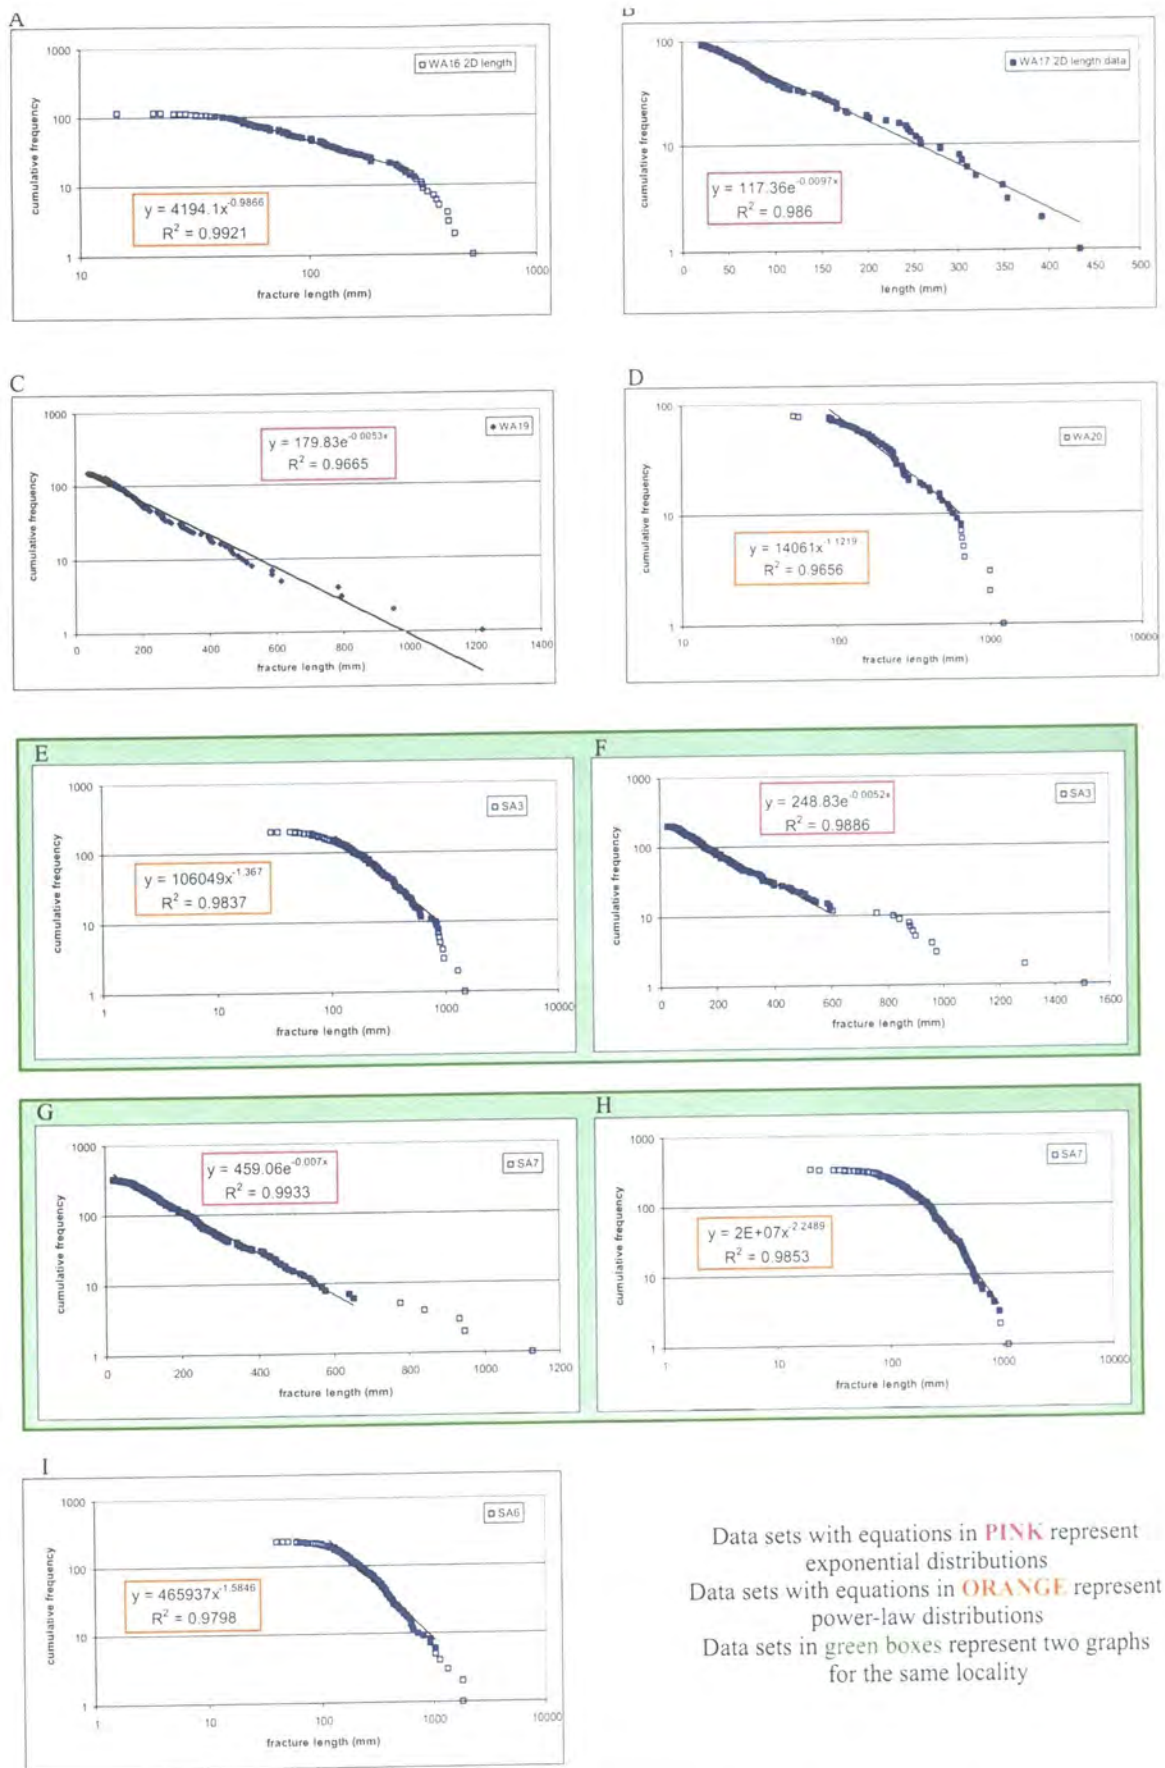 A
1000
100
10
1
cumulative frequency
WA16 2D length
y = 4194.1x^-0.9866
R² = 0.9921
10 100 1000
fracture length (mm)
B
100
10
1
cumulative frequency
WA17 2D length data
y = 117.36e^-0.0097x
R² = 0.986
0 50 100 150 200 250 300 350 400 450 500
length (mm)
C
1000
100
10
1
cumulative frequency
WA19
y = 179.83e^-0.0053x
R² = 0.9665
0 200 400 600 800 1000 1200 1400
fracture length (mm)
D
100
10
1
cumulative frequency
WA20
y = 14061x^-1.1219
R² = 0.9656
10 100 1000 10000
fracture length (mm)
E
1000
100
10
1
cumulative frequency
SA3
y = 106049x^-1.367
R² = 0.9837
1 10 100 1000 10000
fracture length (mm)
F
1000
100
10
1
cumulative frequency
SA3
y = 248.83e^-0.0052x
R² = 0.9886
0 200 400 600 800 1000 1200 1400 1600
fracture length (mm)
G
1000
100
10
1
cumulative frequency
SA7
y = 459.06e^-0.007x
R² = 0.9933
0 200 400 600 800 1000 1200
fracture length (mm)
H
1000
100
10
1
cumulative frequency
SA7
y = 2E+07x^-2.2489
R² = 0.9853
1 10 100 1000 10000
fracture length (mm)
I
1000
100
10
1
cumulative frequency
SA6
y = 465937x^-1.5846
R² = 0.9798
1 10 100 1000 10000
fracture length (mm)
Data sets with equations in PINK represent
exponential distributions
Data sets with equations in ORANGE represent
power-law distributions
Data sets in green boxes represent two graphs
for the same locality